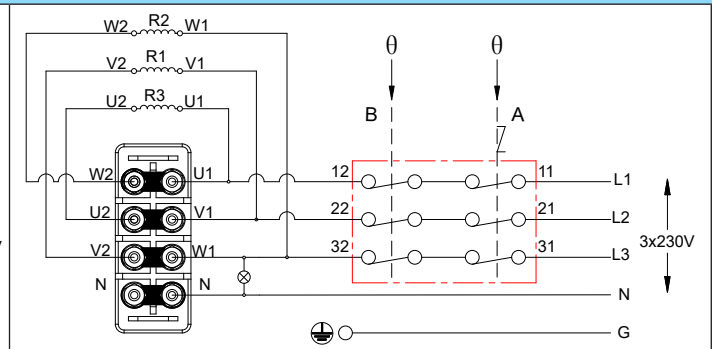 W2 R2 W1
V2 R1 V1
U2 R3 U1
θ θ
B A
W2 U1 12 11 L1
U2 V1 22 21 L2
V2 W1 32 31 L3
3x230V
N N N
G